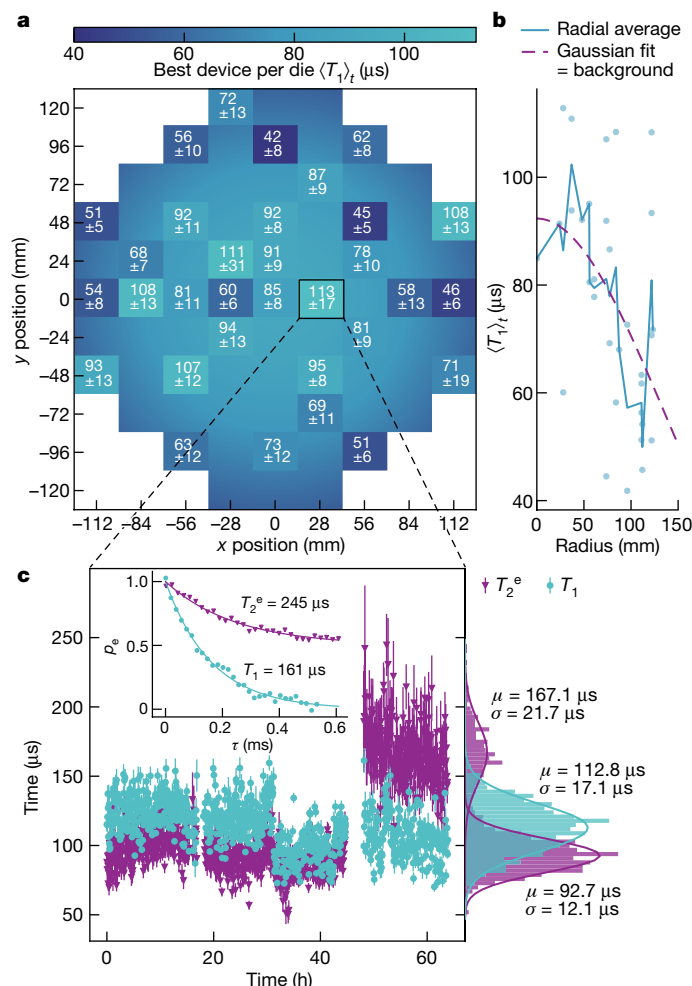 a
40 60 80 100
Best device per die ⟨T₁⟩ₜ (μs)
120
96
72
48
24
0
−24
−48
−72
−96
−120
y position (mm)
72
±13
56
±10
42
±8
62
±8
87
±9
51
±5
92
±11
92
±8
45
±5
108
±13
68
±7
111
±31
91
±9
78
±10
54
±8
108
±13
81
±11
60
±6
85
±8
113
±17
58
±13
46
±6
94
±13
81
±9
93
±13
107
±12
95
±8
71
±19
69
±11
63
±12
73
±12
51
±6
−112 −84 −56 −28 0 28 56 84 112
x position (mm)
b
Radial average
Gaussian fit
= background
⟨T₁⟩ₜ (μs)
80
60
40
0 50 100 150
Radius (mm)
c
T₂ᵉ T₁
250
200
150
100
50
Time (μs)
0 20 40 60
Time (h)
pₑ
1.0
0.5
0
T₂ᵉ = 245 μs
T₁ = 161 μs
0 0.2 0.4 0.6
τ (ms)
μ = 167.1 μs
σ = 21.7 μs
μ = 112.8 μs
σ = 17.1 μs
μ = 92.7 μs
σ = 12.1 μs